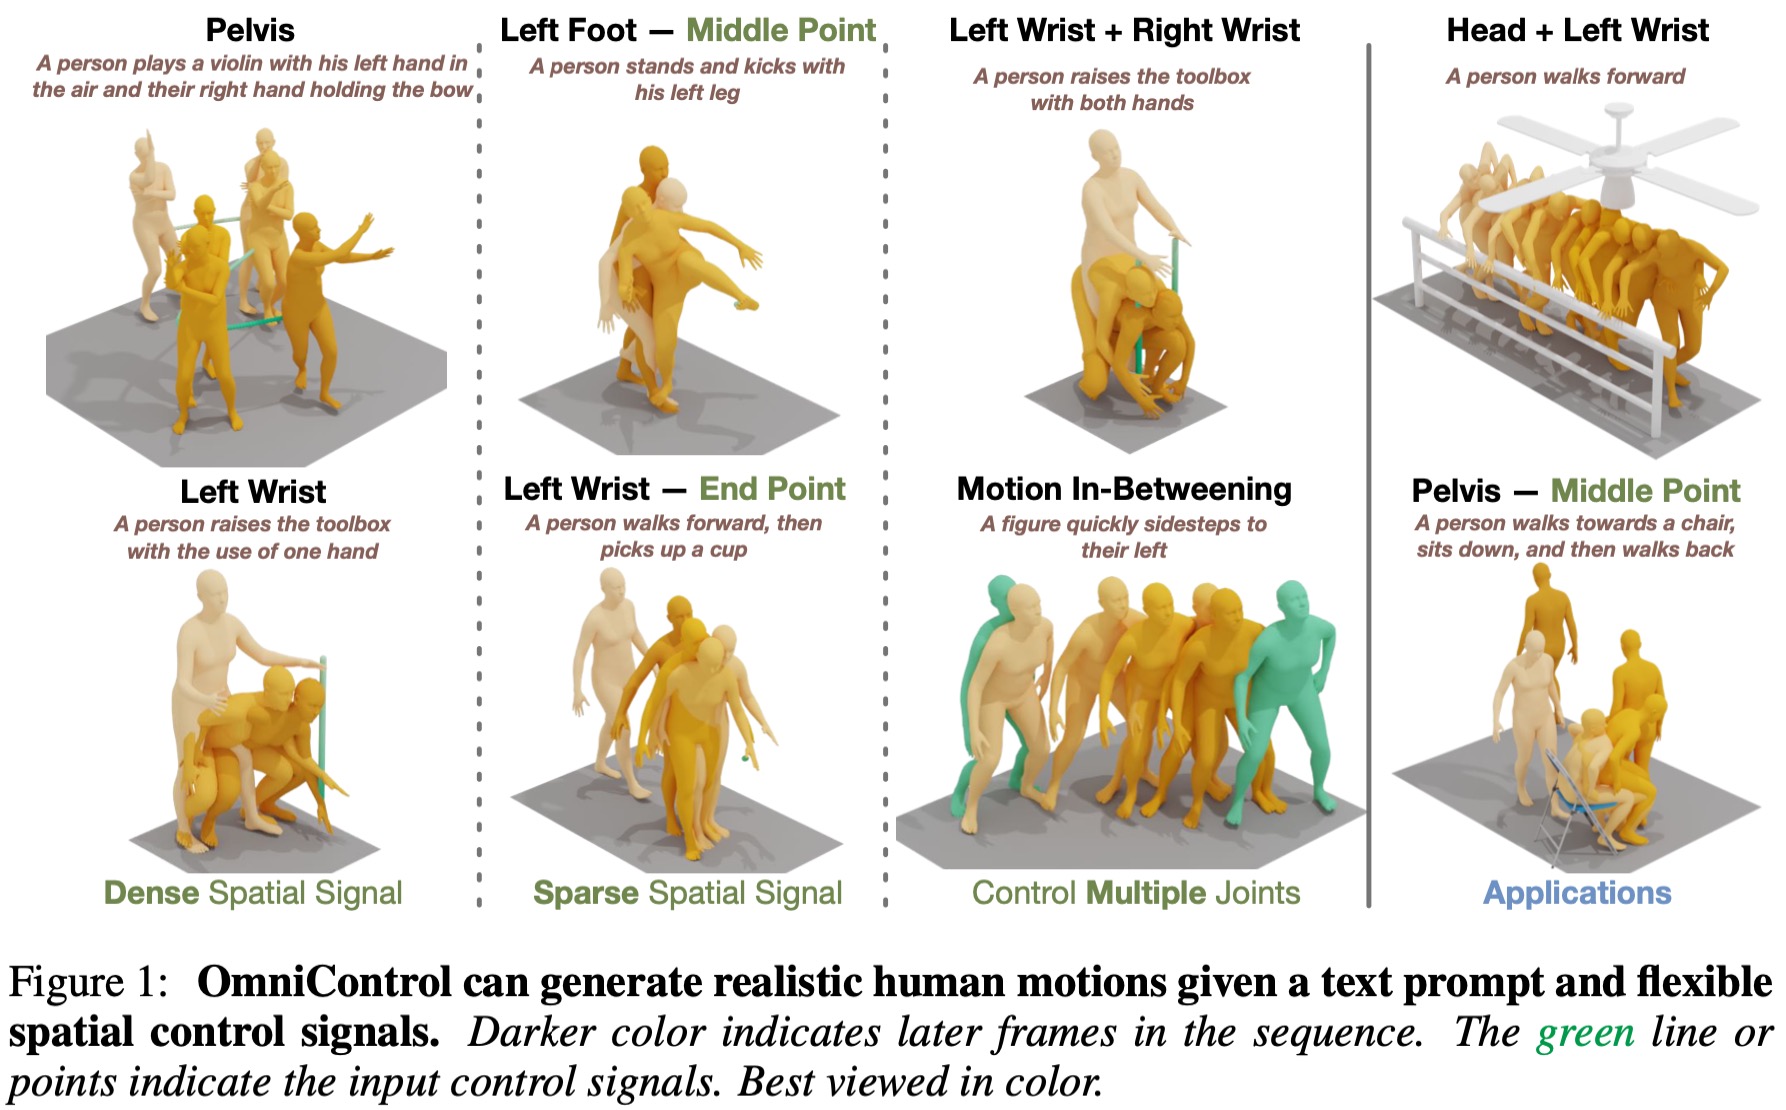 Pelvis
A person plays a violin with his left hand in
the air and their right hand holding the bow
Left Foot — Middle Point
A person stands and kicks with
his left leg
Left Wrist + Right Wrist
A person raises the toolbox
with both hands
Head + Left Wrist
A person walks forward
Left Wrist
A person raises the toolbox
with the use of one hand
Left Wrist — End Point
A person walks forward, then
picks up a cup
Motion In-Betweening
A figure quickly sidesteps to
their left
Pelvis — Middle Point
A person walks towards a chair,
sits down, and then walks back
Dense Spatial Signal
Sparse Spatial Signal
Control Multiple Joints
Applications
Figure 1: OmniControl can generate realistic human motions given a text prompt and flexible
spatial control signals. Darker color indicates later frames in the sequence. The green line or
points indicate the input control signals. Best viewed in color.